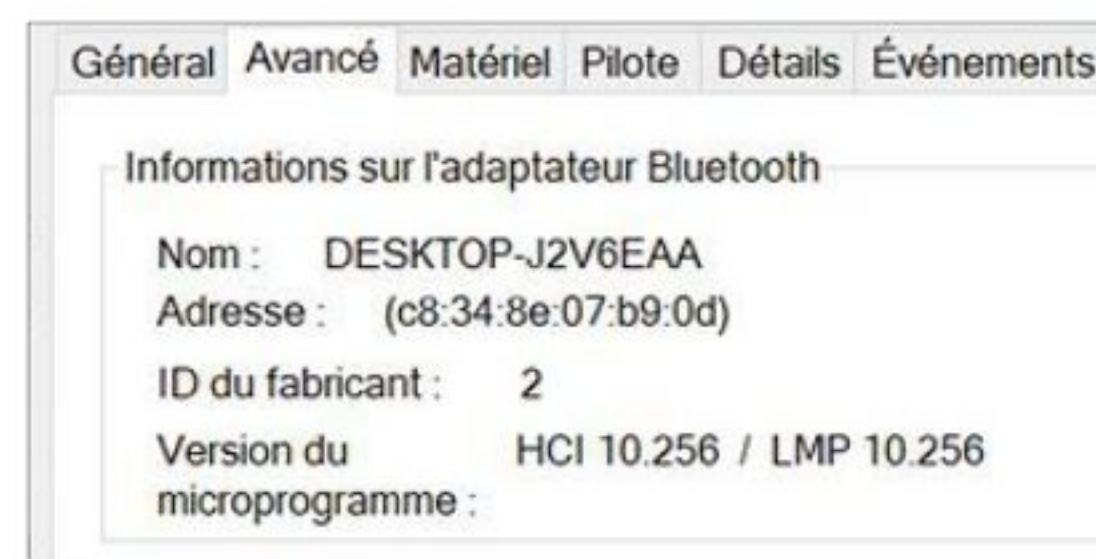 Général Avancé Matériel Pilote Détails Événements
Informations sur l'adaptateur Bluetooth
Nom : DESKTOP-J2V6EAA
Adresse : (c8:34:8e:07:b9:0d)
ID du fabricant : 2
Version du HCI 10.256 / LMP 10.256
microprogramme :